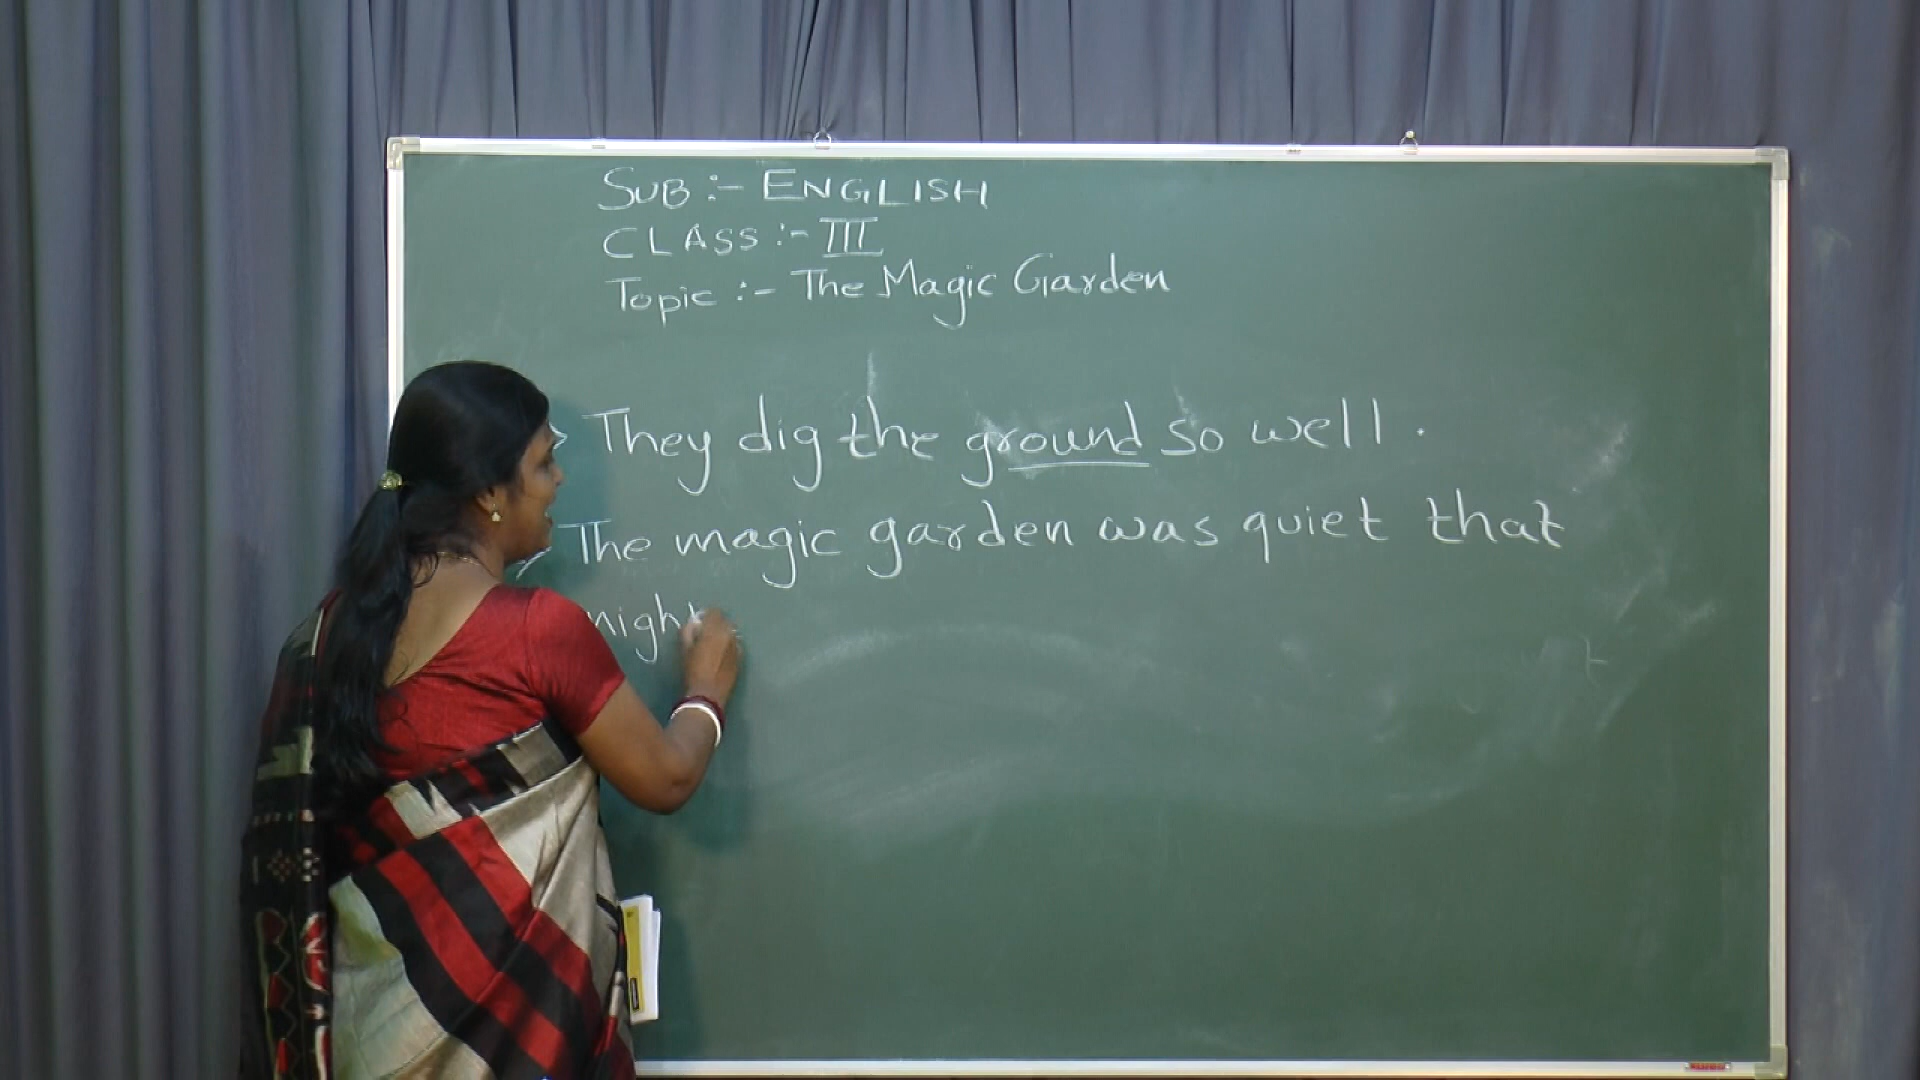 SUB :- ENGLISH
CLASS :- III
Topic :- The Magic Garden
They dig the ground so well.
The magic garden was quiet that
night